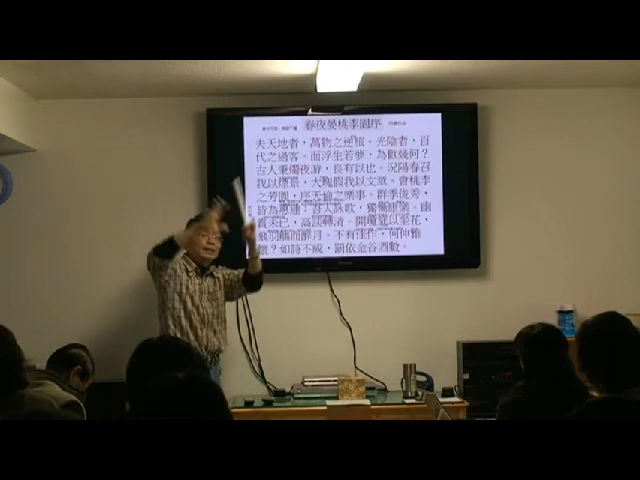 春夜宴桃李園序
夫天地者，萬物之逆旅。光陰者，百
代之過客。而浮生若夢，為歡幾何？
古人秉燭夜游，良有以也。況陽春召
我以煙景，大塊假我以文章。會桃李
之芳園，序天倫之樂事。群季俊秀，
皆為惠連；吾人詠歌，獨慚康樂。幽
賞未已，高談轉清。開瓊筵以坐花，
飛羽觴而醉月。不有佳作，何伸雅
懷？如詩不成，罰依金谷酒數。